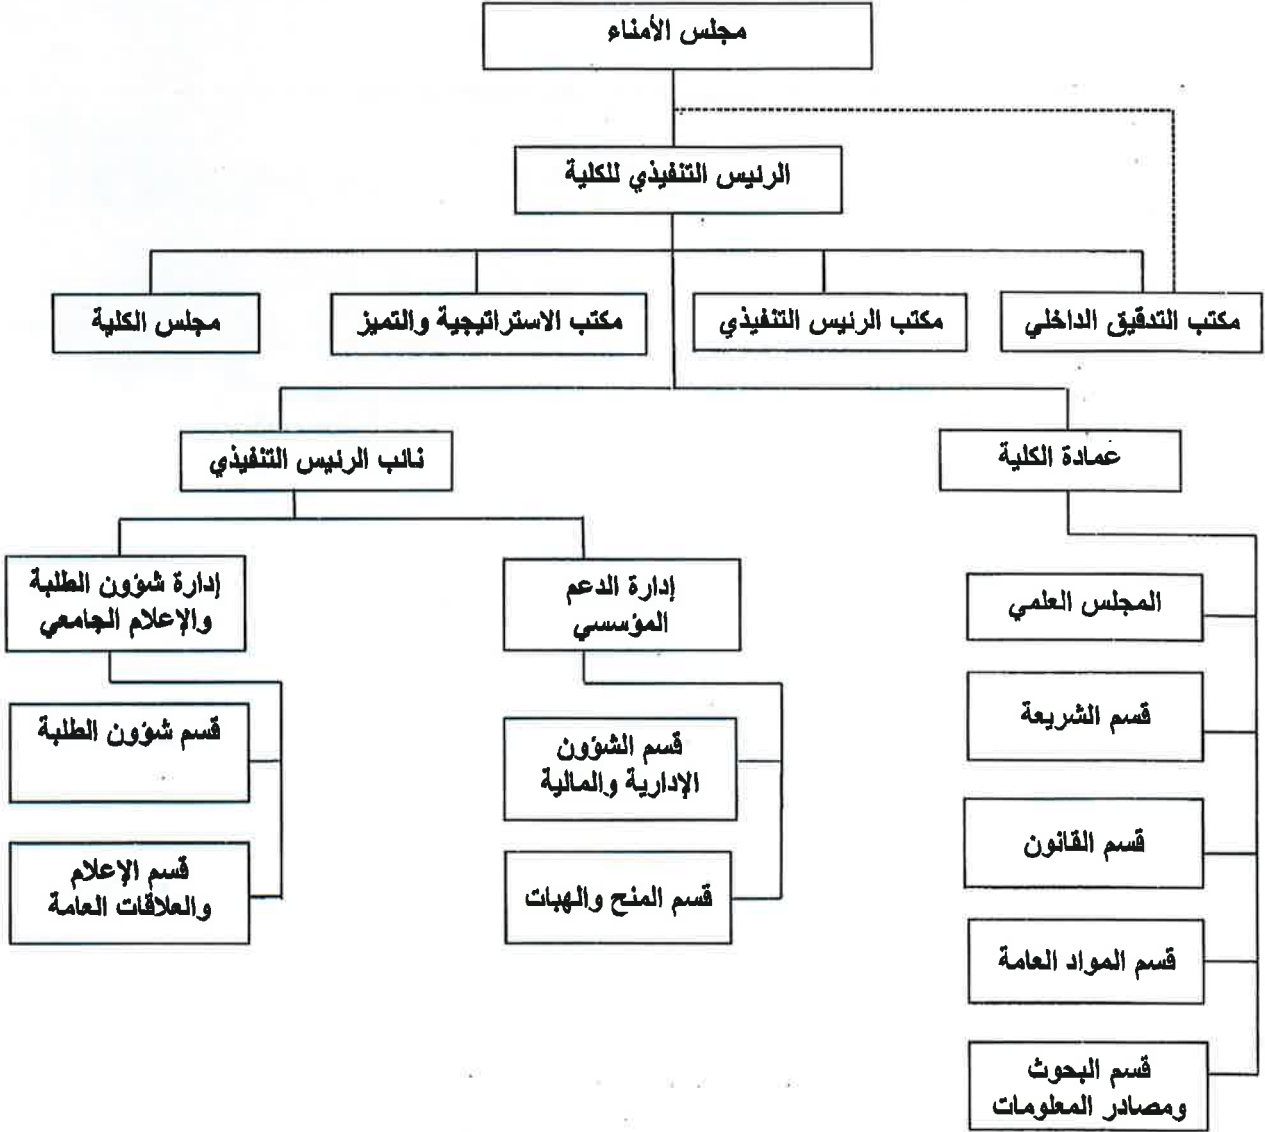 مجلس الأمناء
الرئيس التنفيذي للكلية
مكتب التدقيق الداخلي
مكتب الرئيس التنفيذي
مكتب الاستراتيجية والتميز
مجلس الكلية
عمادة الكلية
نائب الرئيس التنفيذي
المجلس العلمي
قسم الشريعة
قسم القانون
قسم المواد العامة
قسم البحوث
ومصادر المعلومات
إدارة الدعم
المؤسسي
قسم الشؤون
الإدارية والمالية
قسم المنح والهبات
إدارة شؤون الطلبة
والإعلام الجامعي
قسم شؤون الطلبة
قسم الإعلام
والعلاقات العامة